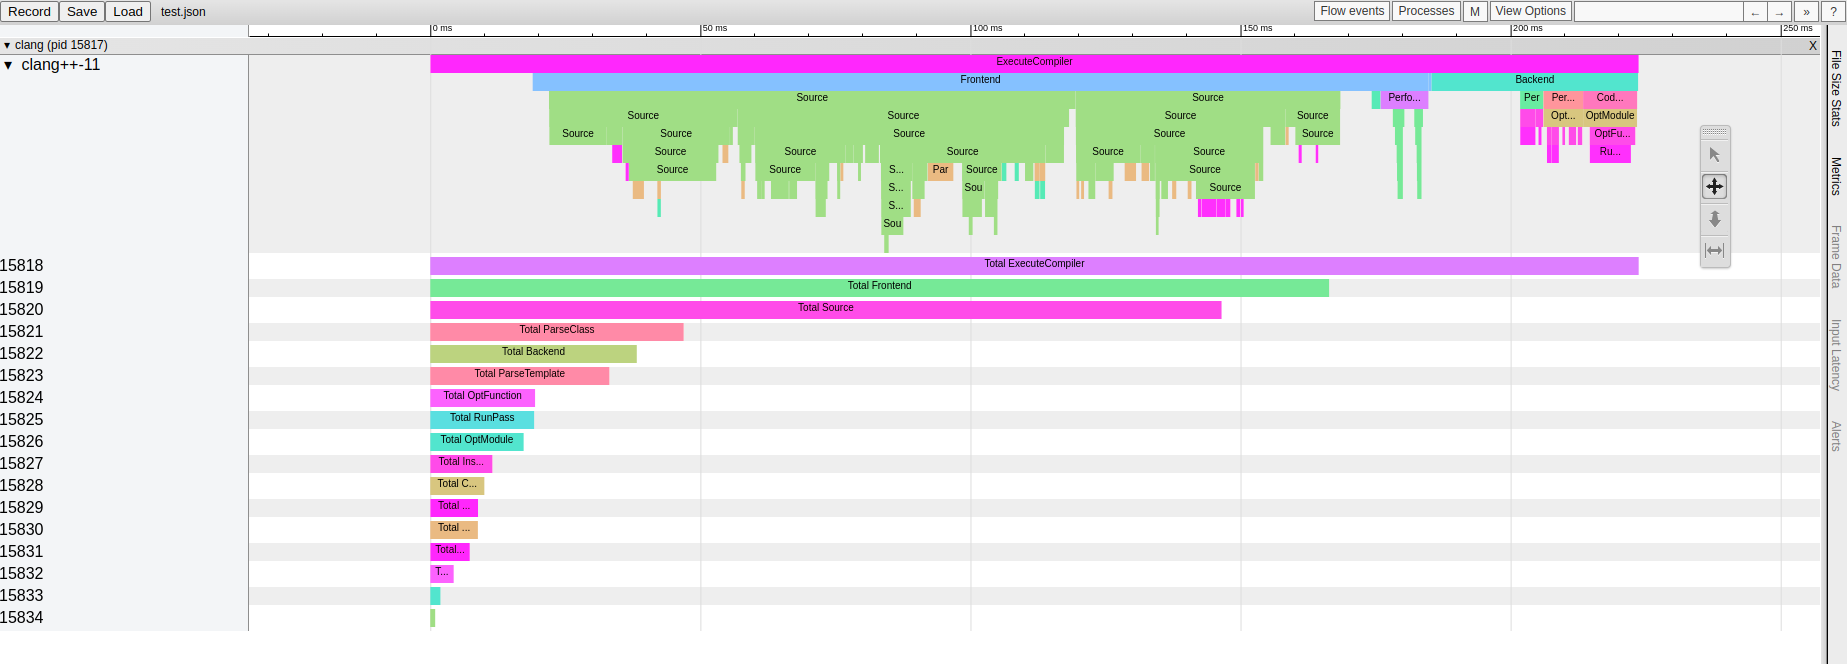 Record Save Load test.json Flow events Processes M View Options ← → » ?
0 ms 50 ms 100 ms 150 ms 200 ms 250 ms
▾ clang (pid 15817) X
▾ clang++-11
ExecuteCompiler
Frontend Backend
Source Source Perfo... Per Per... Cod...
Source Source Source Source Opt... OptModule
Source Source Source Source Source OptFu...
Source Source Source Source Source Ru...
Source Source S... Par Source Source
S... Sou Source
S...
Sou
15818 Total ExecuteCompiler
15819 Total Frontend
15820 Total Source
15821 Total ParseClass
15822 Total Backend
15823 Total ParseTemplate
15824 Total OptFunction
15825 Total RunPass
15826 Total OptModule
15827 Total Ins...
15828 Total C...
15829 Total ...
15830 Total ...
15831 Total...
15832 T...
15833
15834
File Size Stats
Metrics
Frame Data
Input Latency
Alerts